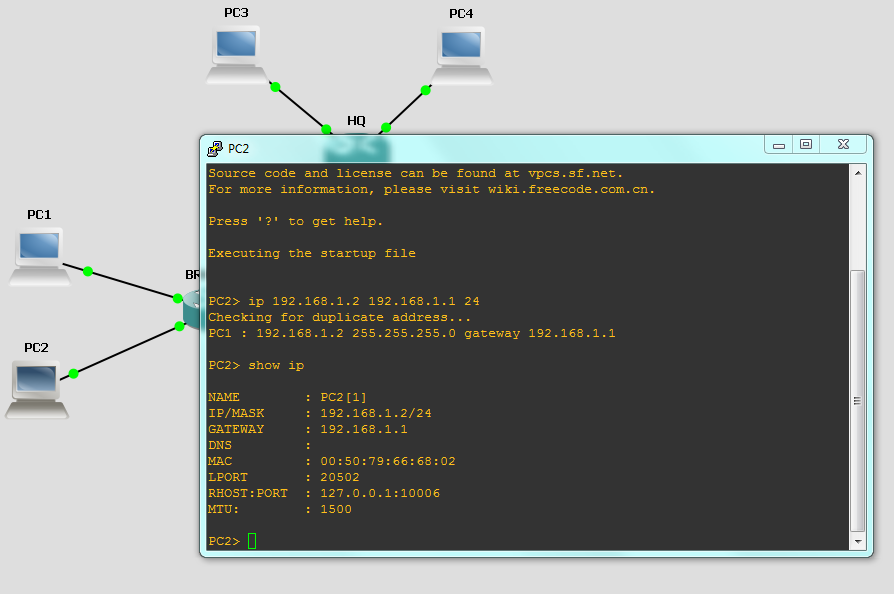 PC3
PC4
HQ
PC1
BR
PC2
PC2
Source code and license can be found at vpcs.sf.net.
For more information, please visit wiki.freecode.com.cn.
Press '?' to get help.
Executing the startup file
PC2> ip 192.168.1.2 192.168.1.1 24
Checking for duplicate address...
PC1 : 192.168.1.2 255.255.255.0 gateway 192.168.1.1
PC2> show ip
NAME        : PC2[1]
IP/MASK     : 192.168.1.2/24
GATEWAY     : 192.168.1.1
DNS         :
MAC         : 00:50:79:66:68:02
LPORT       : 20502
RHOST:PORT  : 127.0.0.1:10006
MTU:        : 1500
PC2>